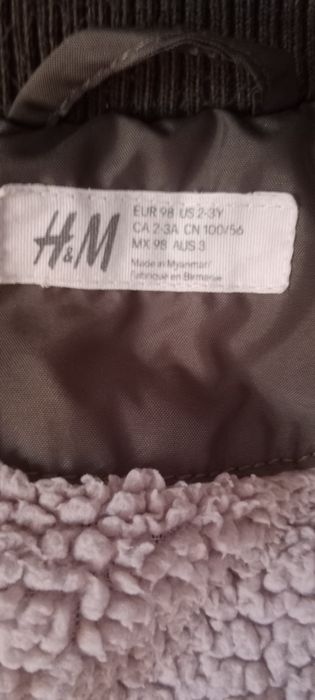 H&M
EUR 98 US 2-3Y
CA 2-3A CN 100/56
MX 98 AUS 3
Made in Myanmar/
Fabriqué en Birmanie